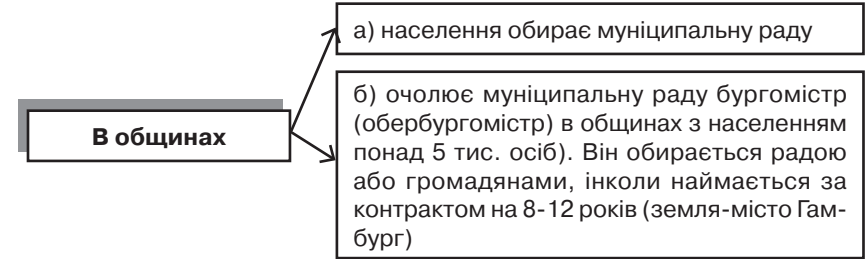 В общинах
а) населення обирає муніципальну раду
б) очолює муніципальну раду бургомістр
(обербургомістр) в общинах з населенням
понад 5 тис. осіб). Він обирається радою
або громадянами, інколи наймається за
контрактом на 8-12 років (земля-місто Гам-
бург)